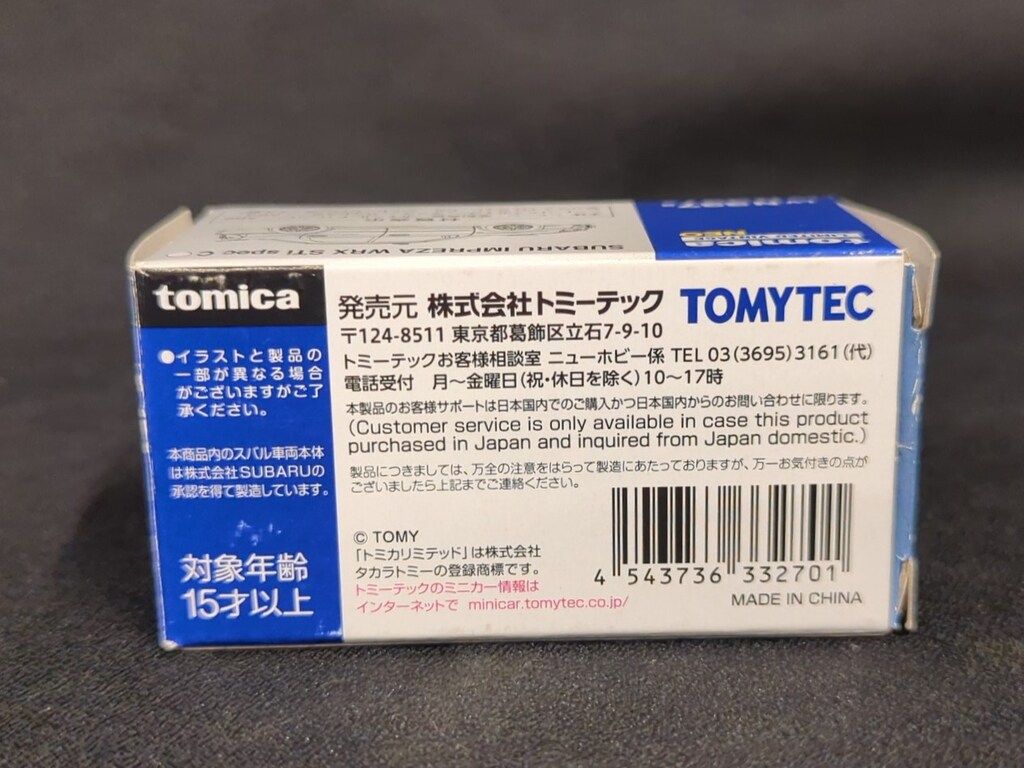 SUBARU IMPREZA WRX STI spec C
tomica
LIMITED VINTAGE
NEO
tomica
●イラストと製品の
一部が異なる場合
がございますがご了
承ください。
本商品内のスバル車両本体
は株式会社SUBARUの
承認を得て製造しています。
対象年齢
15才以上
発売元 株式会社トミーテック TOMYTEC
〒124-8511 東京都葛飾区立石7-9-10
トミーテックお客様相談室 ニューホビー係 TEL 03(3695)3161(代)
電話受付 月〜金曜日(祝・休日を除く)10〜17時
本製品のお客様サポートは日本国内でのご購入かつ日本国内からのお問い合わせに限ります。
(Customer service is only available in case this product
purchased in Japan and inquired from Japan domestic.)
製品につきましては、万全の注意をはらって製造にあたっておりますが、万一お気付きの点が
ございましたら上記までご連絡ください。
© TOMY
「トミカリミテッド」は株式会社
タカラトミーの登録商標です。
トミーテックのミニカー情報は
インターネットで minicar.tomytec.co.jp/
4 543736 332701
MADE IN CHINA